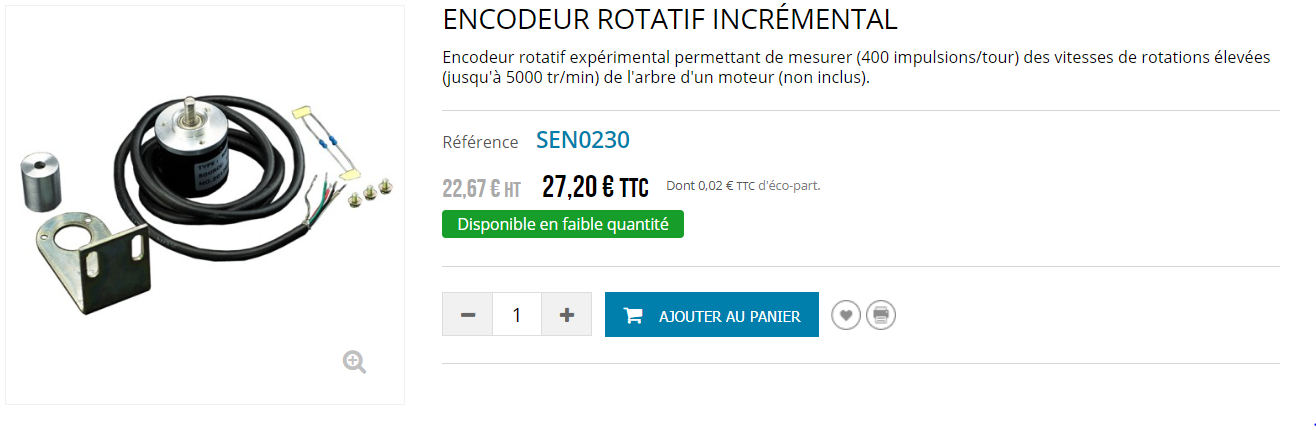 ENCODEUR ROTATIF INCRÉMENTAL
Encodeur rotatif expérimental permettant de mesurer (400 impulsions/tour) des vitesses de rotations élevées
(jusqu'à 5000 tr/min) de l'arbre d'un moteur (non inclus).
Référence SEN0230
22,67 € HT 27,20 € TTC Dont 0,02 € TTC d'éco-part.
Disponible en faible quantité
1 AJOUTER AU PANIER